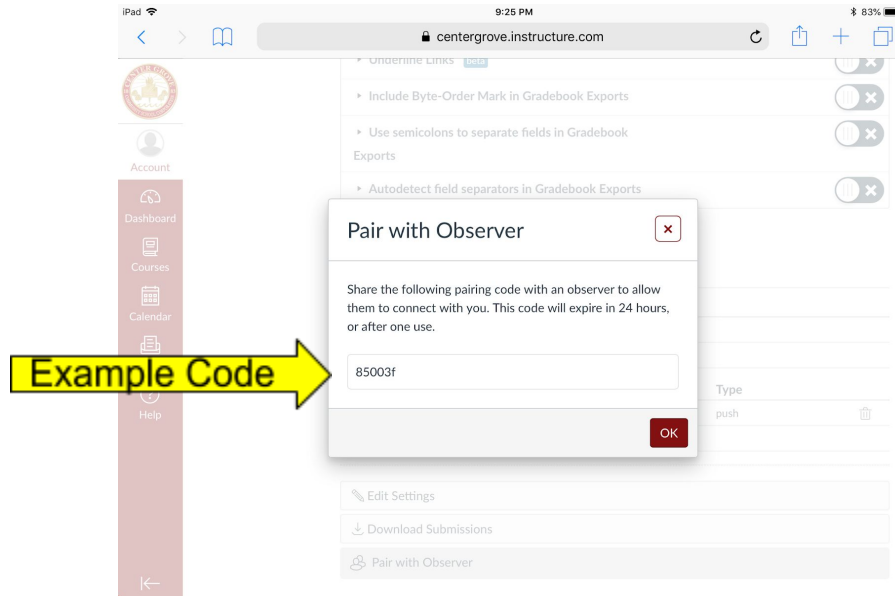 iPad
9:25 PM
83%
centergrove.instructure.com
Underline Links beta
Include Byte-Order Mark in Gradebook Exports
Use semicolons to separate fields in Gradebook
Exports
Autodetect field separators in Gradebook Exports
Account
Dashboard
Courses
Calendar
Help
Pair with Observer
Share the following pairing code with an observer to allow
them to connect with you. This code will expire in 24 hours,
or after one use.
Example Code
85003f
OK
Type
push
Edit Settings
Download Submissions
Pair with Observer